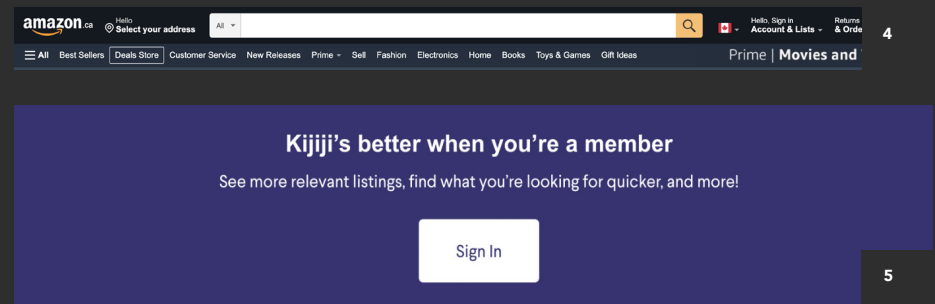 amazon.ca Hello Select your address All Hello, Sign in Account & Lists Returns & Orde 4
All Best Sellers Deals Store Customer Service New Releases Prime Sell Fashion Electronics Home Books Toys & Games Gift Ideas Prime | Movies and
Kijiji's better when you're a member
See more relevant listings, find what you're looking for quicker, and more!
Sign In
5